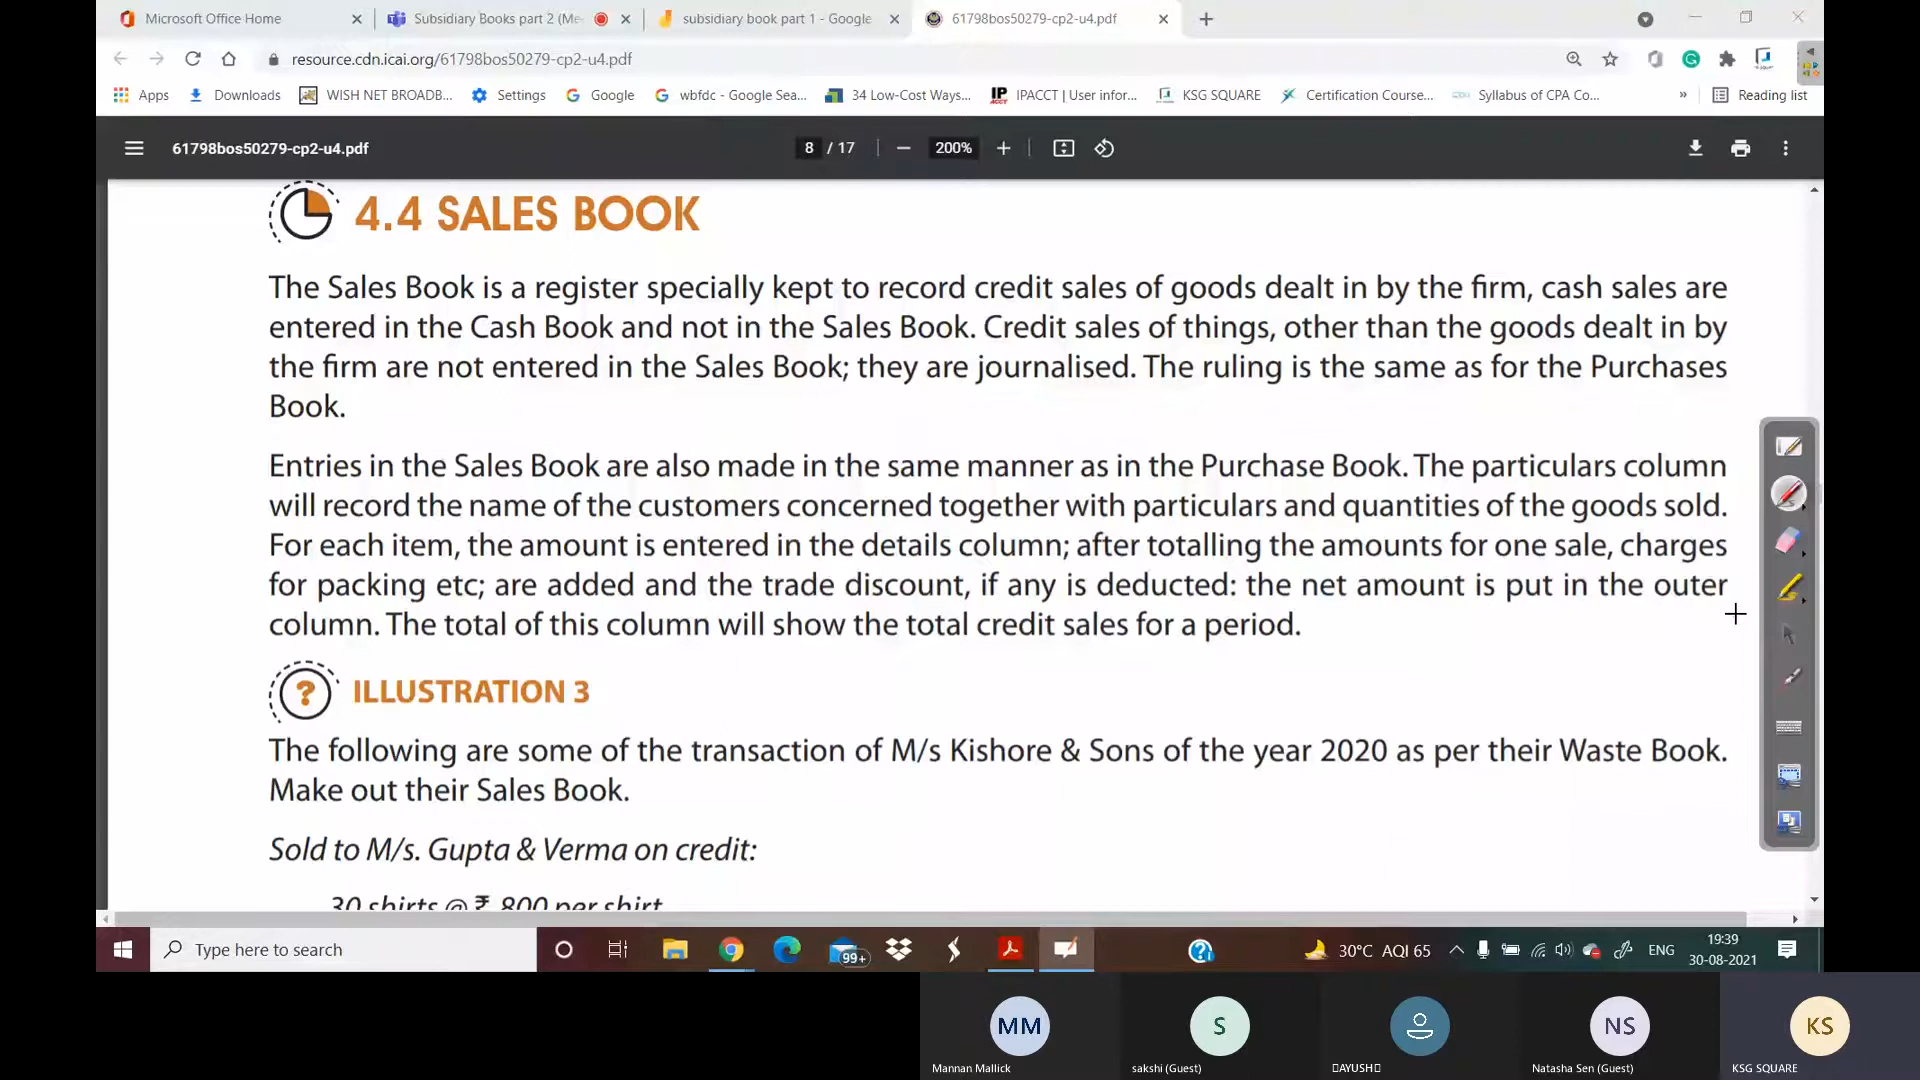 Microsoft Office Home
Subsidiary Books part 2 (Me
subsidiary book part 1 - Google
61798bos50279-cp2-u4.pdf
resource.cdn.icai.org/61798bos50279-cp2-u4.pdf
Apps
Downloads
WISH NET BROADB...
Settings
Google
wbfdc - Google Sea...
34 Low-Cost Ways...
IPACCT | User infor...
KSG SQUARE
Certification Course...
Syllabus of CPA Co...
»
Reading list
61798bos50279-cp2-u4.pdf
8 / 17
200%
4.4 SALES BOOK
The Sales Book is a register specially kept to record credit sales of goods dealt in by the firm, cash sales are
entered in the Cash Book and not in the Sales Book. Credit sales of things, other than the goods dealt in by
the firm are not entered in the Sales Book; they are journalised. The ruling is the same as for the Purchases
Book.
Entries in the Sales Book are also made in the same manner as in the Purchase Book. The particulars column
will record the name of the customers concerned together with particulars and quantities of the goods sold.
For each item, the amount is entered in the details column; after totalling the amounts for one sale, charges
for packing etc; are added and the trade discount, if any is deducted: the net amount is put in the outer
column. The total of this column will show the total credit sales for a period.
? ILLUSTRATION 3
The following are some of the transaction of M/s Kishore & Sons of the year 2020 as per their Waste Book.
Make out their Sales Book.
Sold to M/s. Gupta & Verma on credit:
30 shirts @ ₹ 800 per shirt
Type here to search
99+
30°C AQI 65
ENG
19:39
30-08-2021
MM
Mannan Mallick
S
sakshi (Guest)
AYUSH
NS
Natasha Sen (Guest)
KS
KSG SQUARE